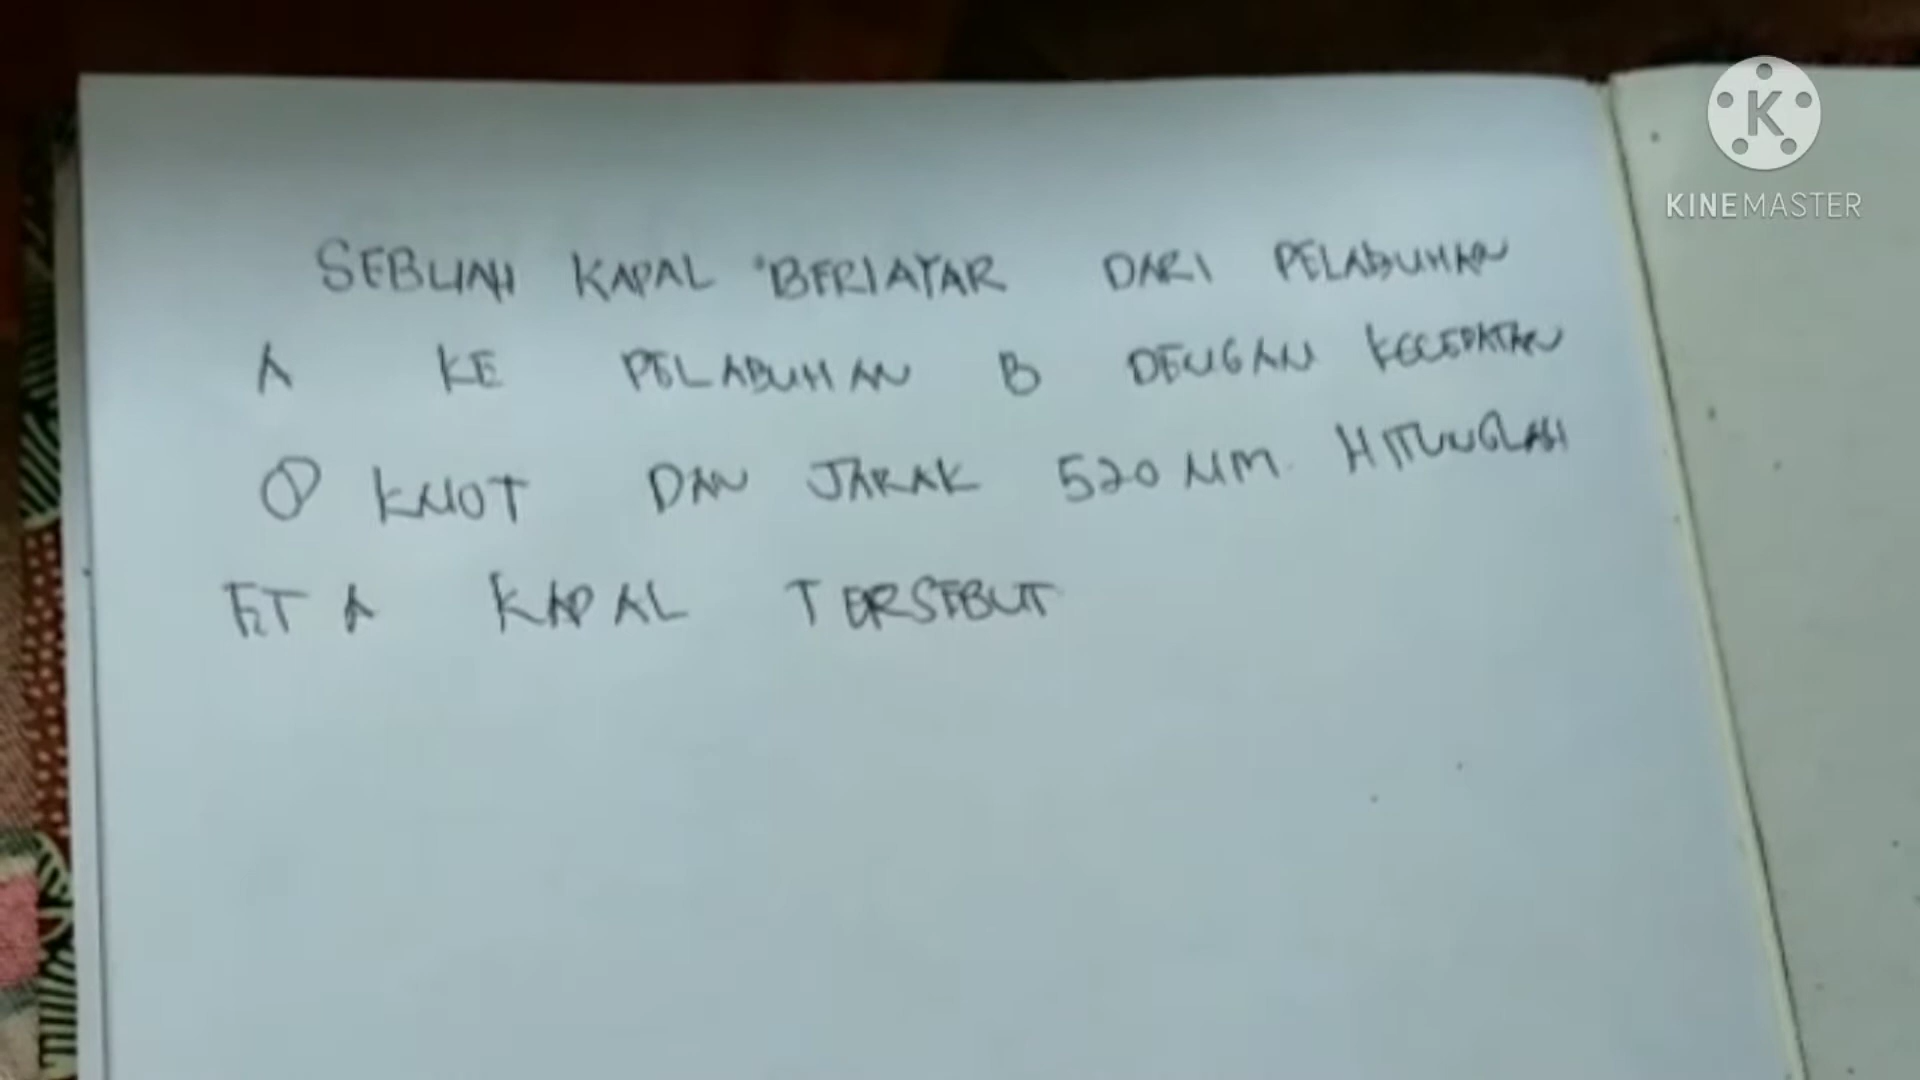 SEBUAH KAPAL BERLAYAR DARI PELABUHAN
A KE PELABUHAN B DENGAN KECEPATAN
KNOT DAN JARAK 520 NM HITUNGLAH
ETA KAPAL TERSEBUT
K
KINEMASTER